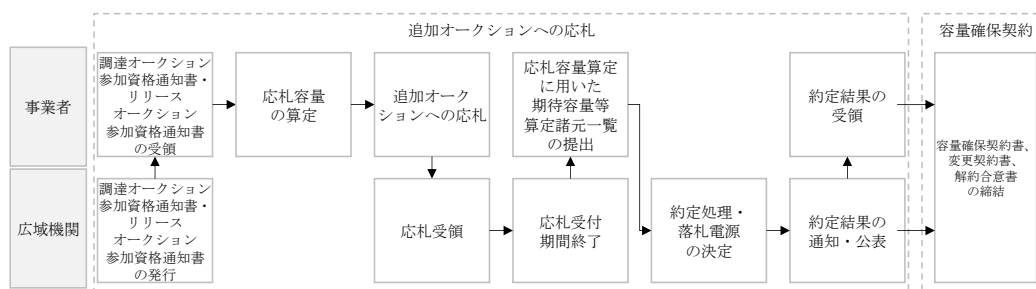 追加オークションへの応札
容量確保契約
事業者
調達オークション
参加資格通知書・
リリース
オークション
参加資格通知書
の受領
応札容量
の算定
追加オーク
ションへの応札
応札容量算定
に用いた
期待容量等
算定諸元一覧
の提出
約定結果の
受領
容量確保契約書、
変更契約書、
解約合意書
の締結
広域機関
調達オークション
参加資格通知書・
リリース
オークション
参加資格通知書
の発行
応札受領
応札受付
期間終了
約定処理・
落札電源
の決定
約定結果の
通知・公表